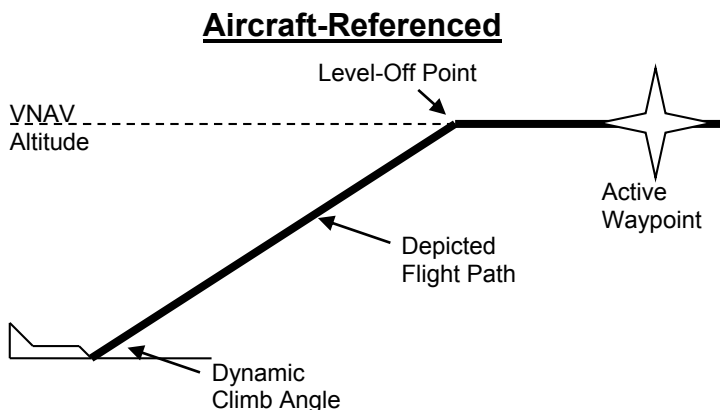 Aircraft-Referenced
Level-Off Point
VNAV
Altitude
Active
Waypoint
Depicted
Flight Path
Dynamic
Climb Angle